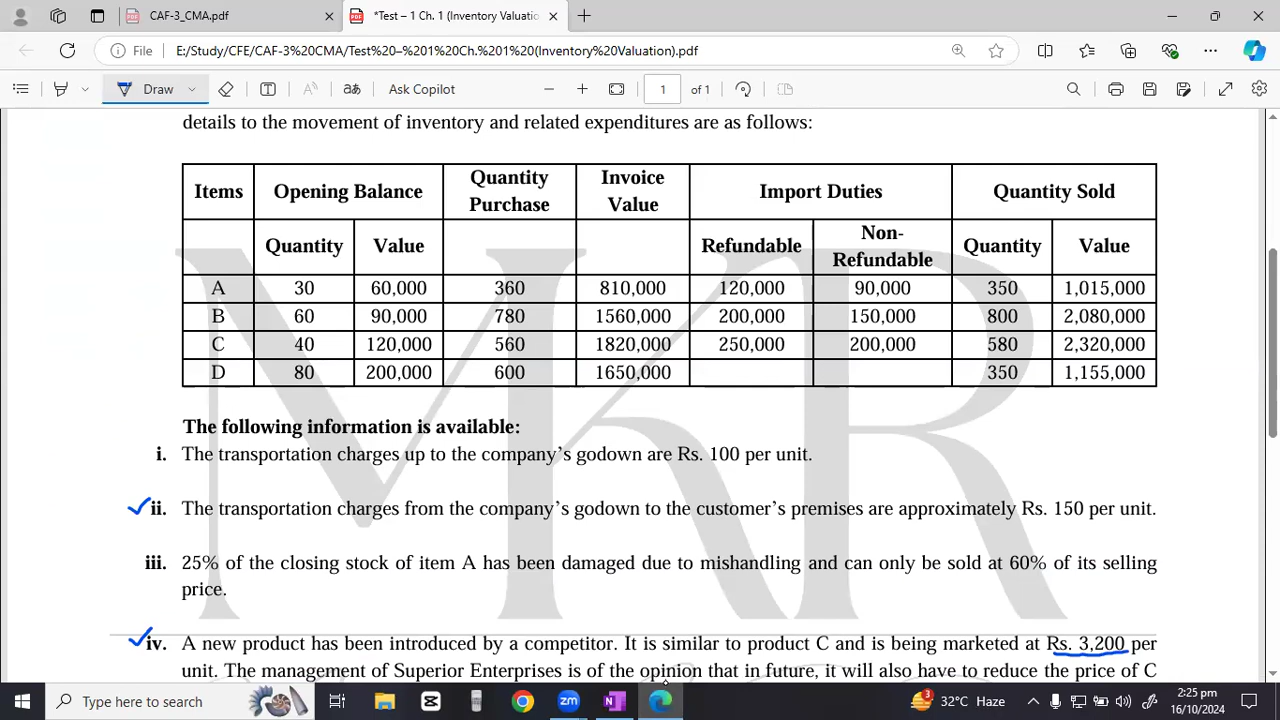 CAF-3_CMA.pdf
*Test – 1 Ch. 1 (Inventory Valuatio
File
E:/Study/CFE/CAF-3%20CMA/Test%20–%201%20Ch.%201%20(Inventory%20Valuation).pdf
Draw
Ask Copilot
1 of 1
details to the movement of inventory and related expenditures are as follows:
Items Opening Balance Quantity Purchase Invoice Value Import Duties Quantity Sold
Quantity Value Refundable Non-Refundable Quantity Value
A 30 60,000 360 810,000 120,000 90,000 350 1,015,000
B 60 90,000 780 1560,000 200,000 150,000 800 2,080,000
C 40 120,000 560 1820,000 250,000 200,000 580 2,320,000
D 80 200,000 600 1650,000 350 1,155,000
The following information is available:
i. The transportation charges up to the company’s godown are Rs. 100 per unit.
ii. The transportation charges from the company’s godown to the customer’s premises are approximately Rs. 150 per unit.
iii. 25% of the closing stock of item A has been damaged due to mishandling and can only be sold at 60% of its selling
price.
iv. A new product has been introduced by a competitor. It is similar to product C and is being marketed at Rs. 3,200 per
unit. The management of Superior Enterprises is of the opinion that in future, it will also have to reduce the price of C
MKR
Type here to search
zm
N
3
32°C Haze
2:25 pm
16/10/2024